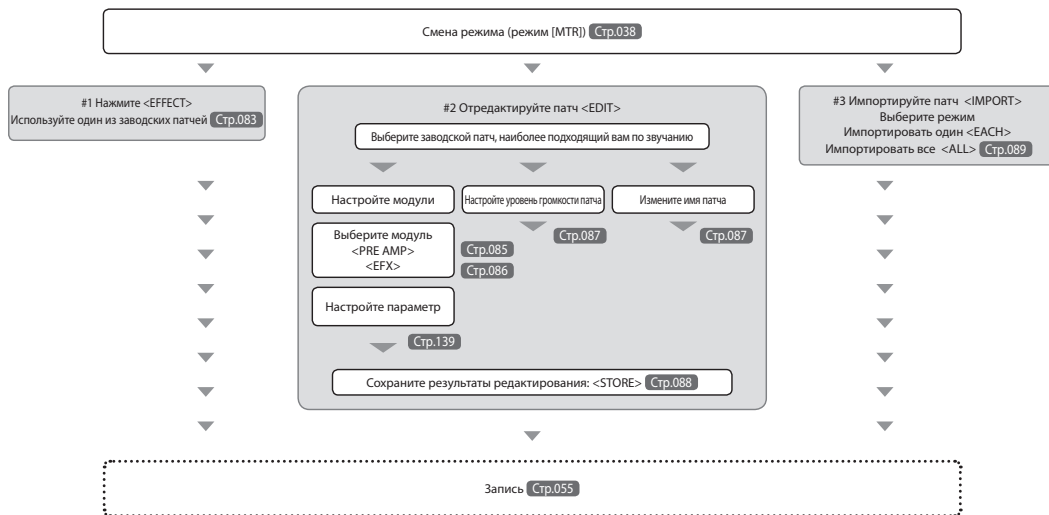 Смена режима (режим [MTR]) Стр.038
#1 Нажмите <EFFECT>
Используйте один из заводских патчей Стр.083
#2 Отредактируйте патч <EDIT>
Выберите заводской патч, наиболее подходящий вам по звучанию
Настройте модули
Настройте уровень громкости патча
Измените имя патча
Выберите модуль
<PRE AMP>
<EFX>
Стр.085
Стр.086
Стр.087
Стр.087
Настройте параметр
Стр.139
Сохраните результаты редактирования: <STORE> Стр.088
#3 Импортируйте патч <IMPORT>
Выберите режим
Импортировать один <EACH>
Импортировать все <ALL> Стр.089
Запись Стр.055